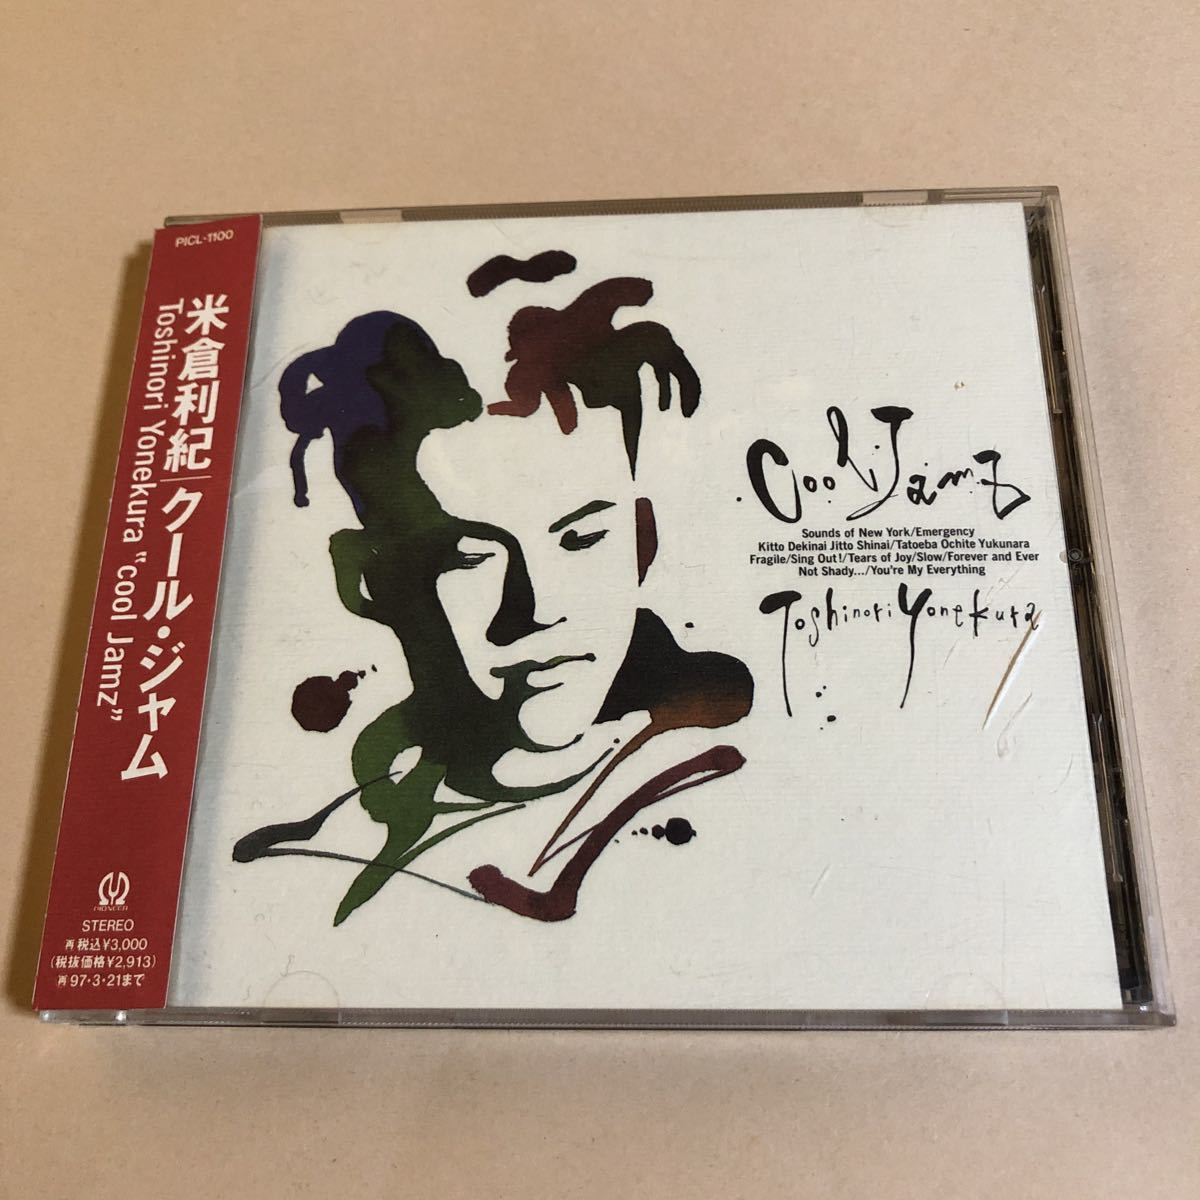 PICL-1100
米倉利紀│クール・ジャム
Toshinori Yonekura "cool Jamz"
PIONEER
STEREO
再 税込¥3,000
(税抜価格¥2,913)
再 97・3・21まで
Cool Jamz
Sounds of New York/Emergency
Kitto Dekinai Jitto Shinai/Tatoeba Ochite Yukunara
Fragile/Sing Out!/Tears of Joy/Slow/Forever and Ever
Not Shady.../You're My Everything
Toshinori Yonekura